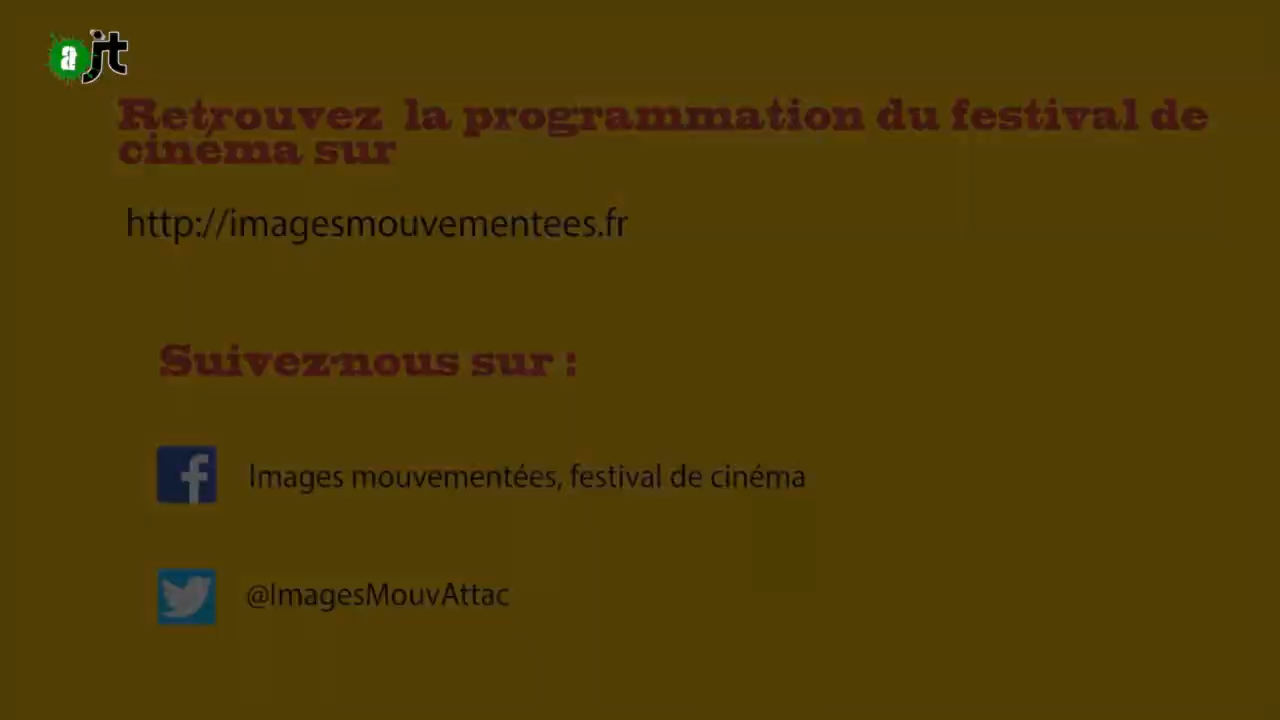 ajt
Retrouvez la programmation du festival de
cinéma sur
http://imagesmouvementees.fr
Suivez-nous sur :
f
Images mouvementées, festival de cinéma
@ImagesMouvAttac